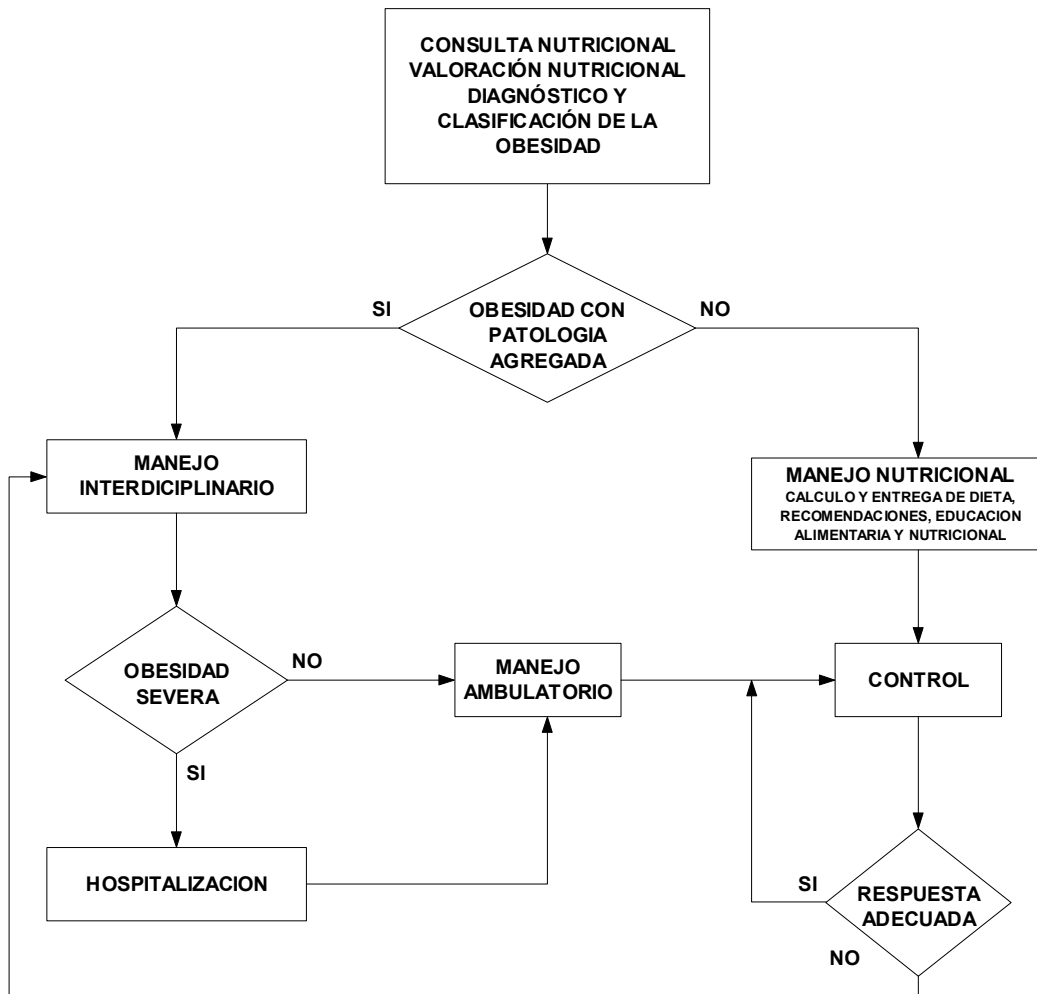 CONSULTA NUTRICIONAL
VALORACIÓN NUTRICIONAL
DIAGNÓSTICO Y
CLASIFICACIÓN DE LA
OBESIDAD
SI
OBESIDAD CON
PATOLOGIA
AGREGADA
NO
MANEJO
INTERDICIPLINARIO
MANEJO NUTRICIONAL
CALCULO Y ENTREGA DE DIETA,
RECOMENDACIONES, EDUCACION
ALIMENTARIA Y NUTRICIONAL
OBESIDAD
SEVERA
NO
MANEJO
AMBULATORIO
CONTROL
SI
HOSPITALIZACION
SI
RESPUESTA
ADECUADA
NO